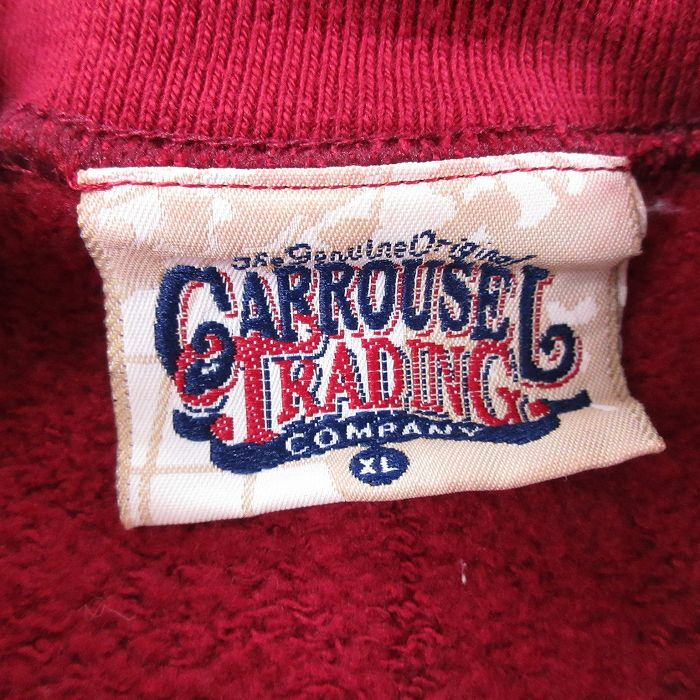 The Genuine Original
CARROUSEL
TRADING
COMPANY
XL